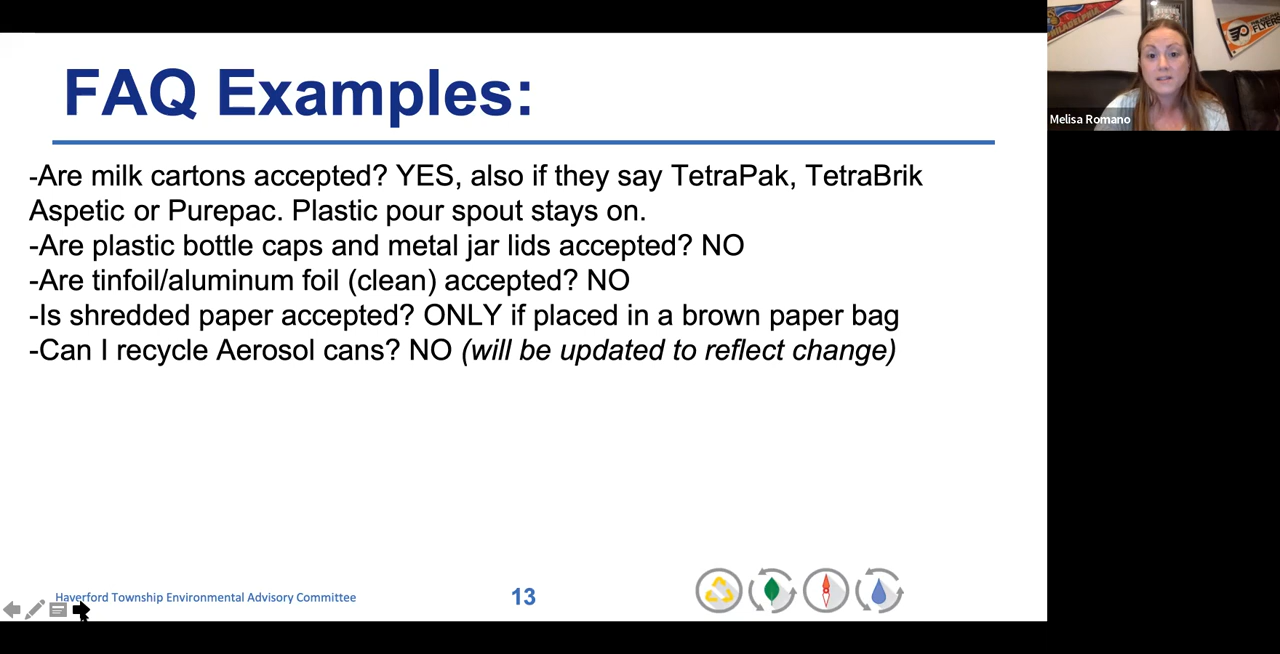 FAQ Examples:
-Are milk cartons accepted? YES, also if they say TetraPak, TetraBrik
Aspetic or Purepac. Plastic pour spout stays on.
-Are plastic bottle caps and metal jar lids accepted? NO
-Are tinfoil/aluminum foil (clean) accepted? NO
-Is shredded paper accepted? ONLY if placed in a brown paper bag
-Can I recycle Aerosol cans? NO (will be updated to reflect change)
Haverford Township Environmental Advisory Committee
13
PHILADELPHIA
FLYERS
Melisa Romano